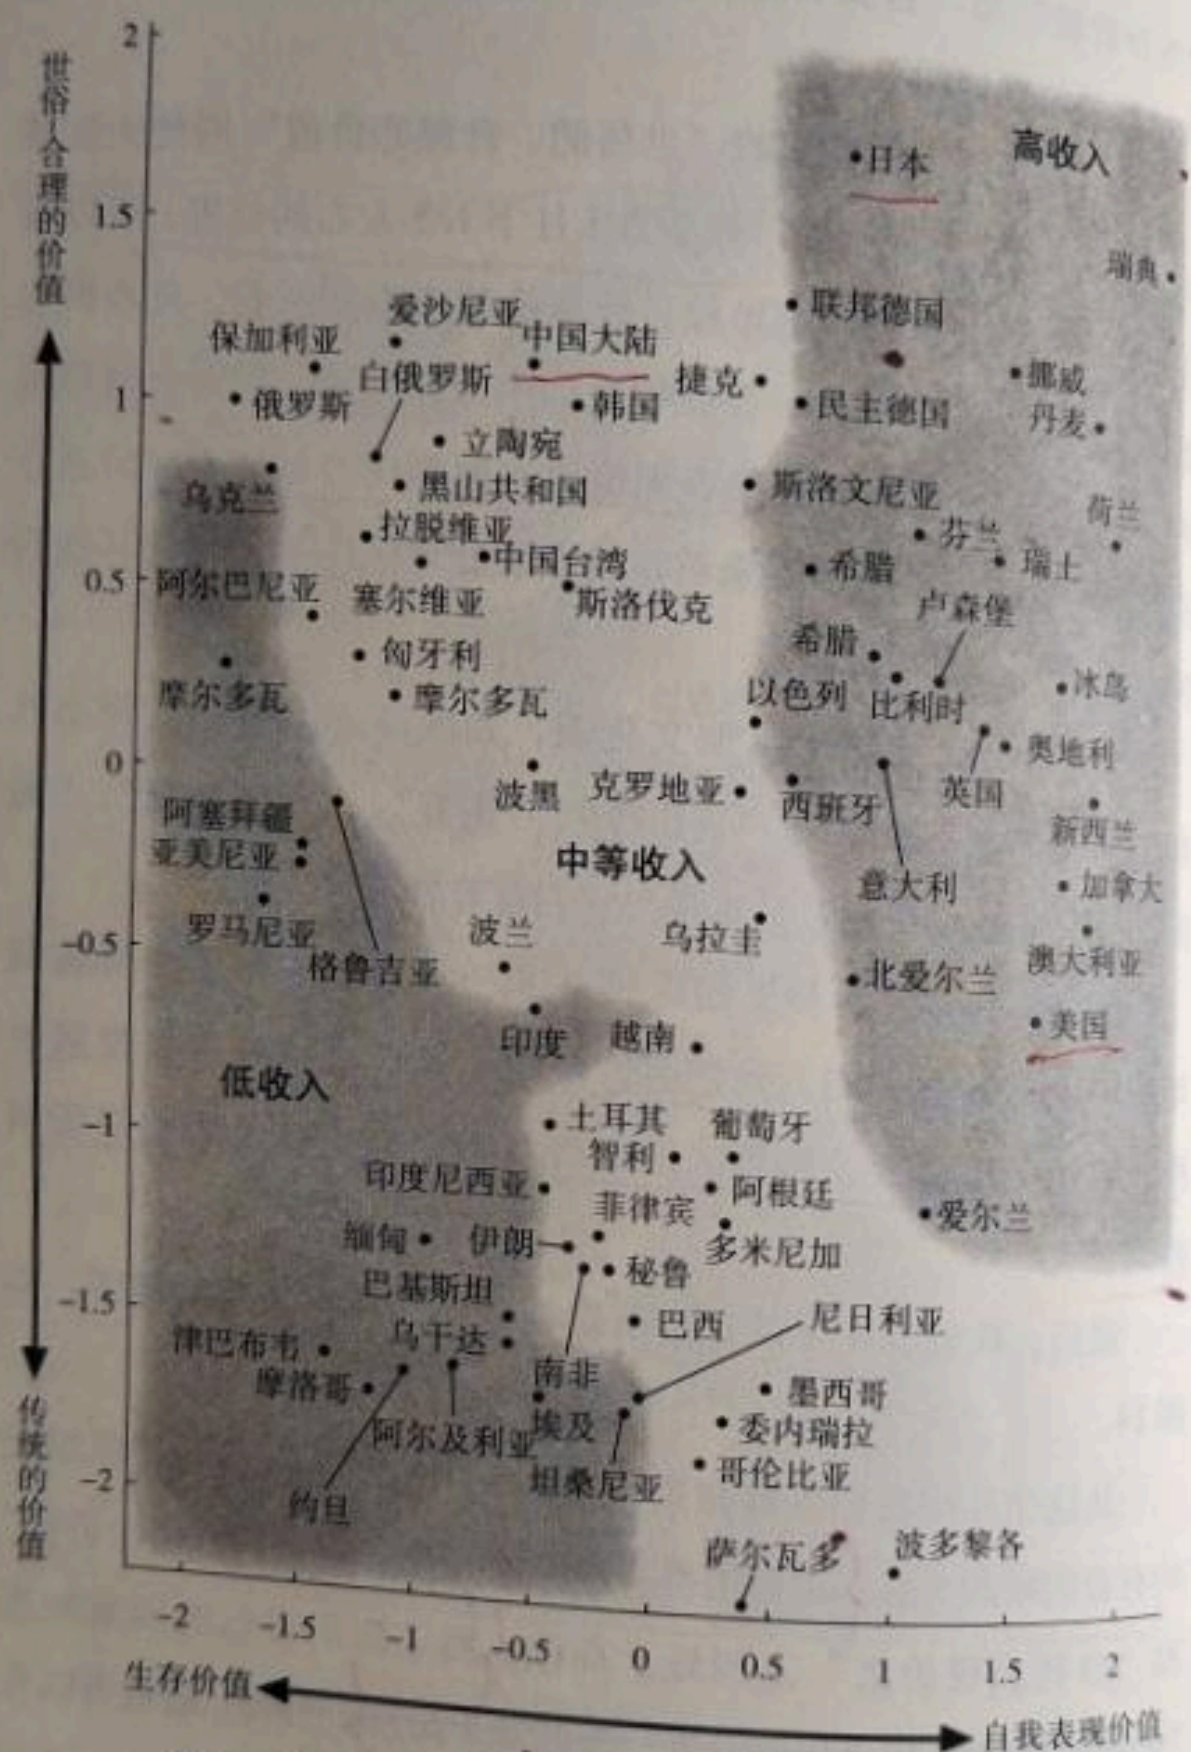 世俗—合理的价值
传统的价值
2
1.5
1
0.5
0
-0.5
-1
-1.5
-2
高收入
日本
瑞典
联邦德国
爱沙尼亚
中国大陆
保加利亚
白俄罗斯
捷克
挪威
俄罗斯
韩国
民主德国
丹麦
立陶宛
乌克兰
黑山共和国
斯洛文尼亚
荷兰
拉脱维亚
芬兰
中国台湾
希腊
瑞士
阿尔巴尼亚
塞尔维亚
斯洛伐克
卢森堡
匈牙利
希腊
摩尔多瓦
摩尔多瓦
以色列
比利时
冰岛
奥地利
波黑
克罗地亚
西班牙
英国
阿塞拜疆
新西兰
亚美尼亚
中等收入
意大利
加拿大
罗马尼亚
波兰
乌拉圭
格鲁吉亚
北爱尔兰
澳大利亚
印度
越南
美国
低收入
土耳其
葡萄牙
智利
印度尼西亚
阿根廷
菲律宾
爱尔兰
缅甸
伊朗
多米尼加
秘鲁
巴基斯坦
巴西
尼日利亚
津巴布韦
乌干达
南非
摩洛哥
墨西哥
阿尔及利亚
埃及
委内瑞拉
坦桑尼亚
哥伦比亚
约旦
萨尔瓦多
波多黎各
-2
-1.5
-1
-0.5
0
0.5
1
1.5
2
生存价值
自我表现价值